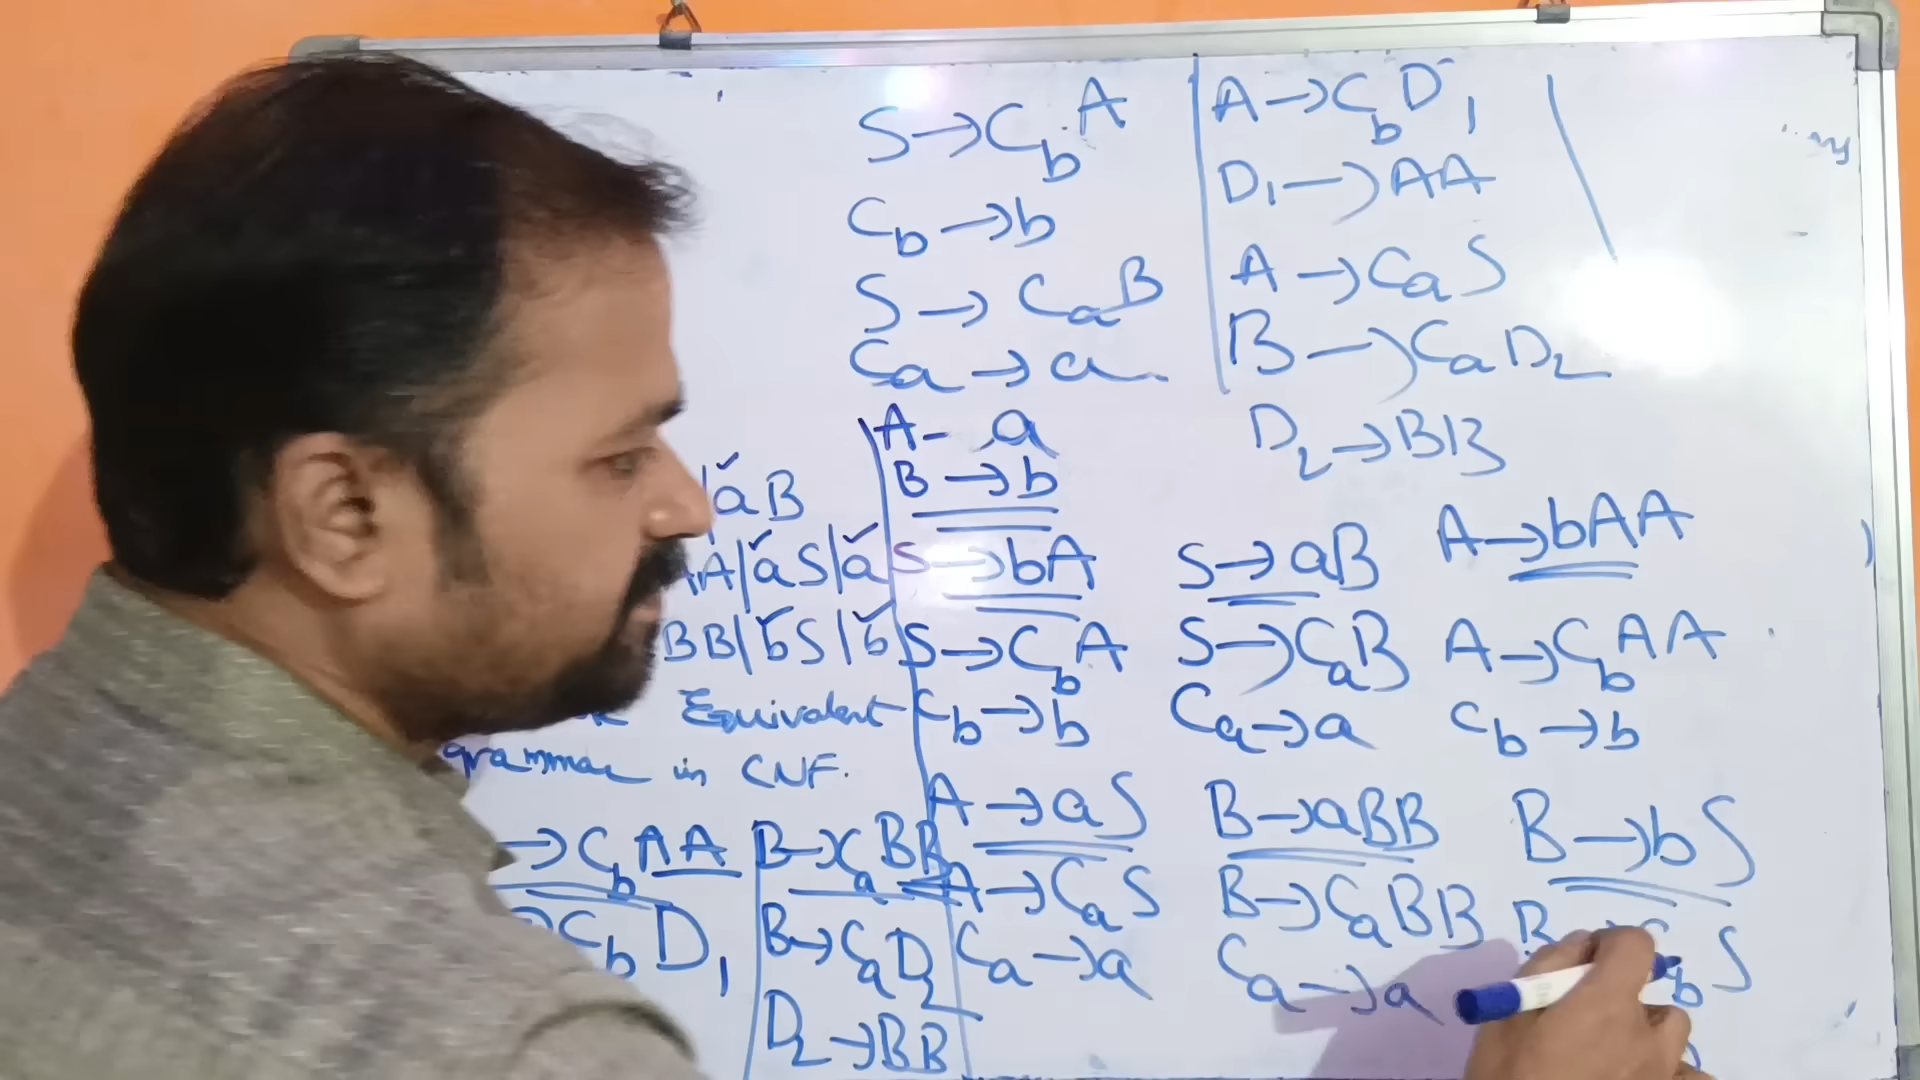 S → C_b A
C_b → b
S → C_a B
C_a → a.
A → C_b D_1
D_1 → AA
A → C_a S
B → C_a D_2
D_2 → BB
| aB
AA | aS | a
BB | bS | b
Equivalent
grammar in CNF.
A - a
B → b
S → bA
S → C_b A
C_b → b
S → aB
S → C_a B
C_a → a
A → bAA
A → C_b AA
C_b → b
→ C_b AA
→ C_b D_1
B → C_a BB
B → C_a D_2
D_2 → BB
A → aS
A → C_a S
C_a → a
B → aBB
B → C_a BB
C_a → a
B → bS
B C_b S